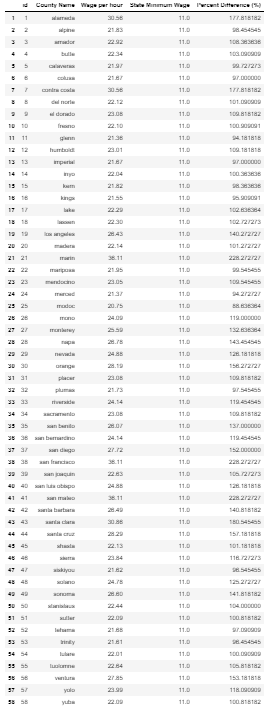 id County Name Wage per hour State Minimum Wage Percent Difference (%)
1 1 alameda 30.56 11.0 177.818182
2 2 alpine 21.83 11.0 98.454545
3 3 amador 22.92 11.0 108.363636
4 4 butte 22.34 11.0 103.090909
5 5 calaveras 21.97 11.0 99.727273
6 6 colusa 21.67 11.0 97.000000
7 7 contra costa 30.56 11.0 177.818182
8 8 del norte 22.12 11.0 101.090909
9 9 el dorado 23.08 11.0 109.818182
10 10 fresno 22.10 11.0 100.909091
11 11 glenn 21.36 11.0 94.181818
12 12 humboldt 23.01 11.0 109.181818
13 13 imperial 21.67 11.0 97.000000
14 14 inyo 22.04 11.0 100.363636
15 15 kern 21.82 11.0 98.363636
16 16 kings 21.55 11.0 95.909091
17 17 lake 22.29 11.0 102.636364
18 18 lassen 22.30 11.0 102.727273
19 19 los angeles 26.43 11.0 140.272727
20 20 madera 22.14 11.0 101.272727
21 21 marin 36.11 11.0 228.272727
22 22 mariposa 21.95 11.0 99.545455
23 23 mendocino 23.05 11.0 109.545455
24 24 merced 21.37 11.0 94.272727
25 25 modoc 20.75 11.0 88.636364
26 26 mono 24.09 11.0 119.000000
27 27 monterey 25.59 11.0 132.636364
28 28 napa 26.78 11.0 143.454545
29 29 nevada 24.88 11.0 126.181818
30 30 orange 28.19 11.0 156.272727
31 31 placer 23.08 11.0 109.818182
32 32 plumas 21.73 11.0 97.545455
33 33 riverside 24.14 11.0 119.454545
34 34 sacramento 23.08 11.0 109.818182
35 35 san benito 26.07 11.0 137.000000
36 36 san bernardino 24.14 11.0 119.454545
37 37 san diego 27.72 11.0 152.000000
38 38 san francisco 36.11 11.0 228.272727
39 39 san joaquin 22.63 11.0 105.727273
40 40 san luis obispo 24.88 11.0 126.181818
41 41 san mateo 36.11 11.0 228.272727
42 42 santa barbara 26.49 11.0 140.818182
43 43 santa clara 30.86 11.0 180.545455
44 44 santa cruz 28.29 11.0 157.181818
45 45 shasta 22.13 11.0 101.181818
46 46 sierra 23.84 11.0 116.727273
47 47 siskiyou 21.62 11.0 96.545455
48 48 solano 24.78 11.0 125.272727
49 49 sonoma 26.60 11.0 141.818182
50 50 stanislaus 22.44 11.0 104.000000
51 51 sutter 22.09 11.0 100.818182
52 52 tehama 21.68 11.0 97.090909
53 53 trinity 21.61 11.0 96.454545
54 54 tulare 22.01 11.0 100.090909
55 55 tuolomne 22.64 11.0 105.818182
56 56 ventura 27.85 11.0 153.181818
57 57 yolo 23.99 11.0 118.090909
58 58 yuba 22.09 11.0 100.818182